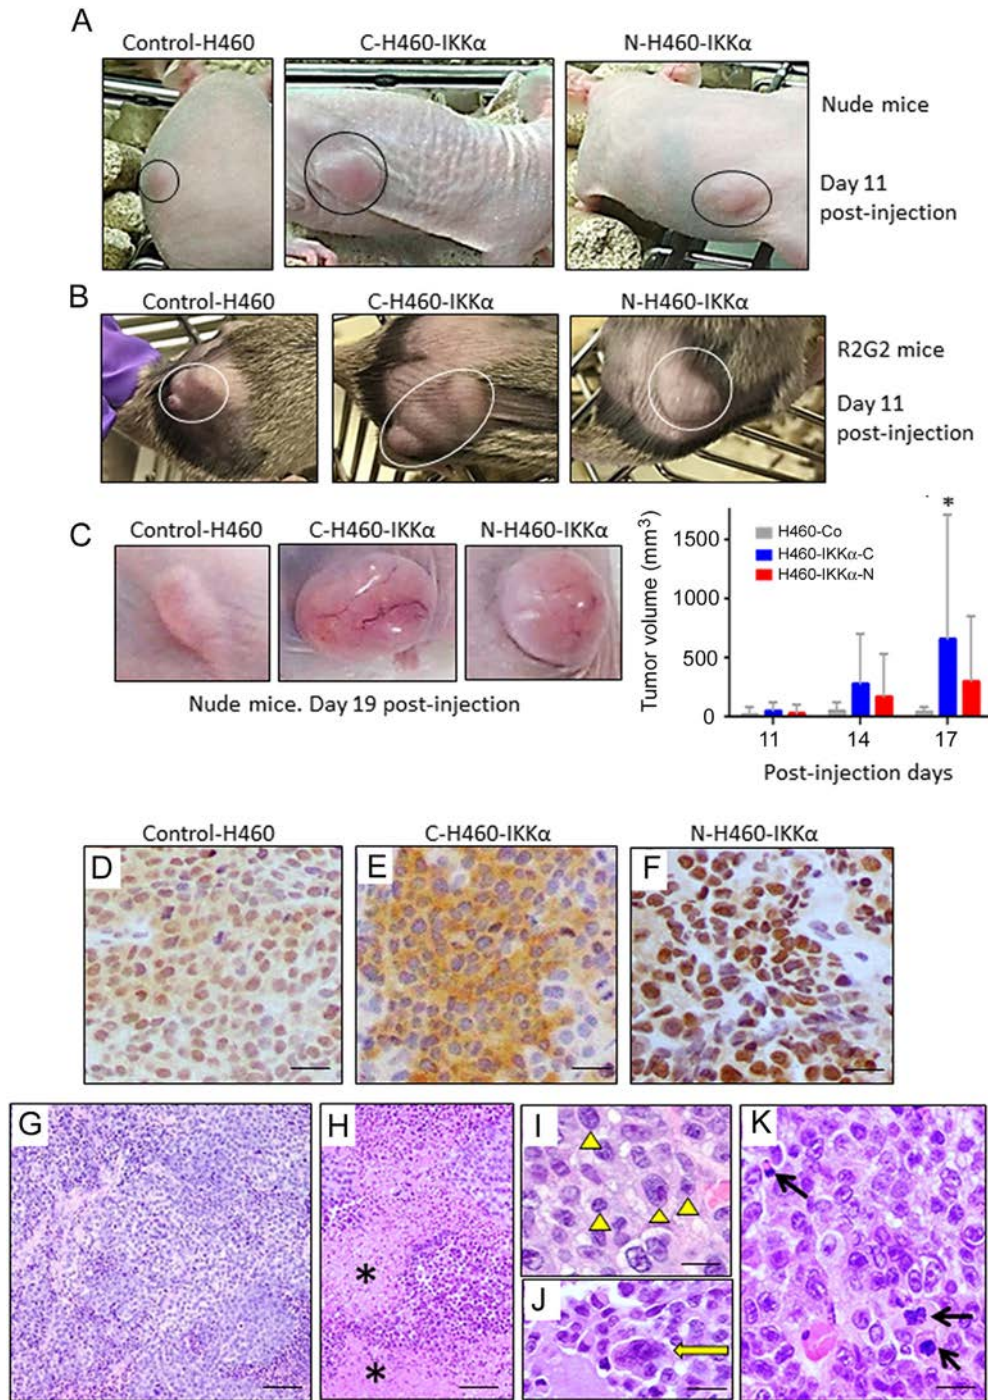 A
Control-H460
C-H460-IKKα
N-H460-IKKα
Nude mice
Day 11
post-injection
B
Control-H460
C-H460-IKKα
N-H460-IKKα
R2G2 mice
Day 11
post-injection
C
Control-H460
C-H460-IKKα
N-H460-IKKα
Nude mice. Day 19 post-injection
Tumor volume (mm³)
1500
1000
500
0
*
H460-Co
H460-IKKα-C
H460-IKKα-N
11
14
17
Post-injection days
Control-H460
C-H460-IKKα
N-H460-IKKα
D
E
F
G
H
I
K
J
*
*